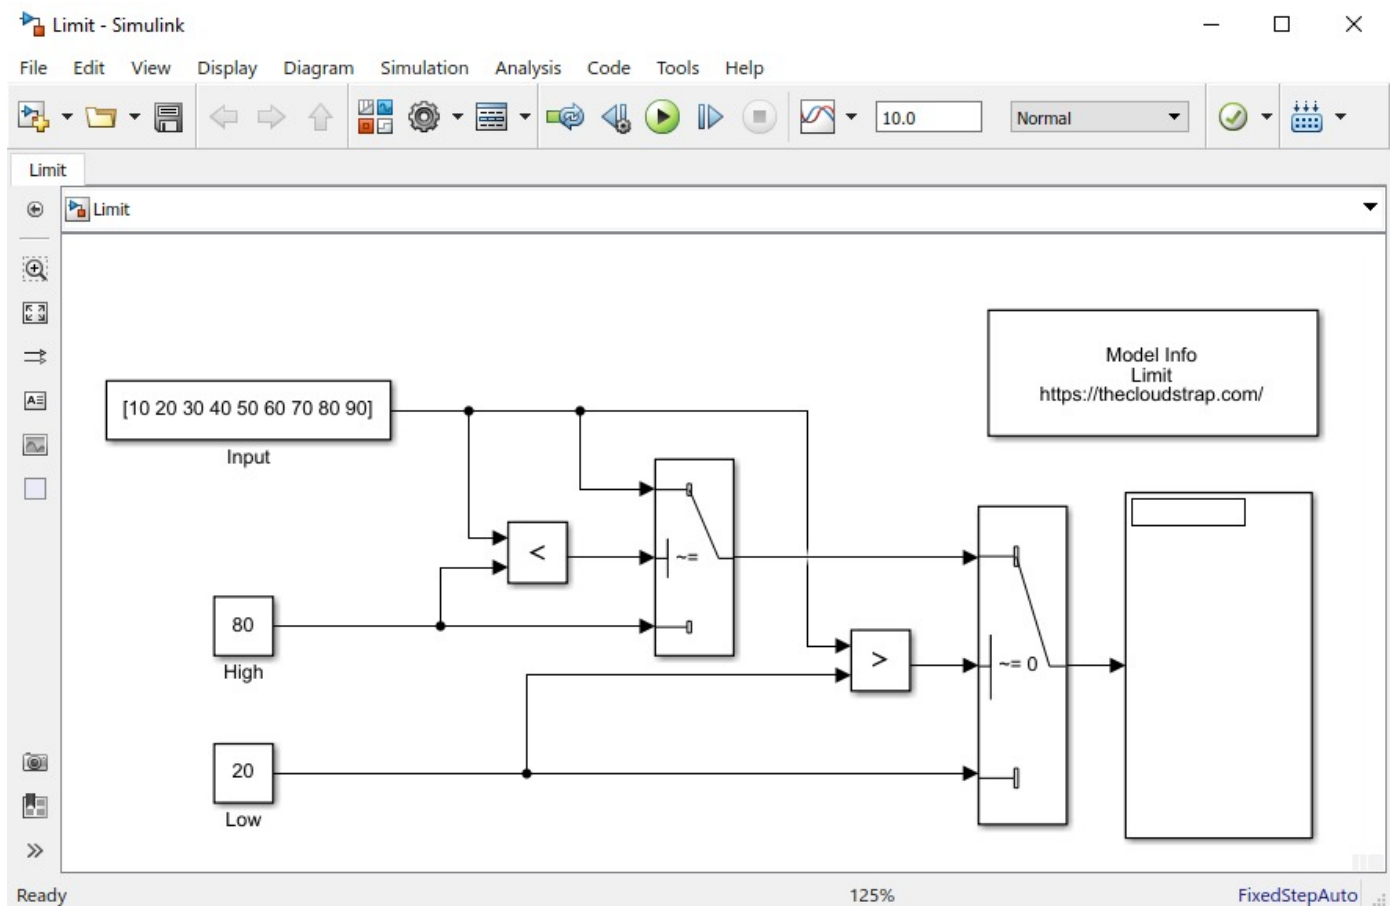 Limit - Simulink
File Edit View Display Diagram Simulation Analysis Code Tools Help
10.0 Normal
Limit
Limit
Model Info
Limit
https://thecloudstrap.com/
[10 20 30 40 50 60 70 80 90]
Input
<
~=
80
High
>
~= 0
20
Low
Ready 125% FixedStepAuto